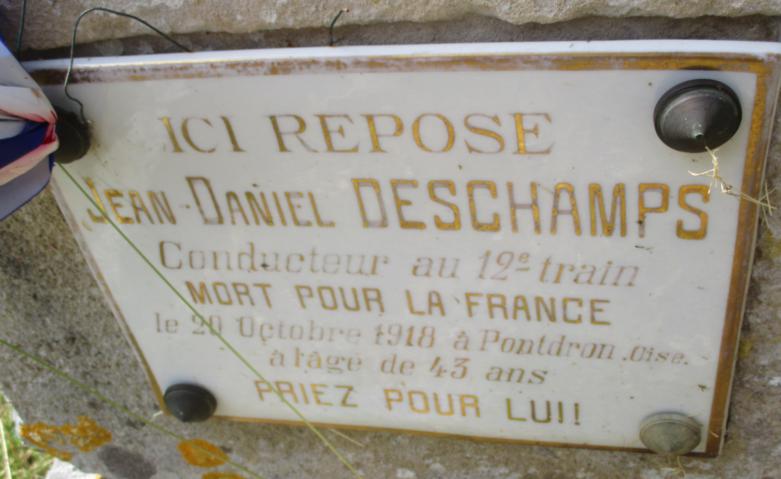 ICI REPOSE
JEAN-DANIEL DESCHAMPS
Conducteur au 12e train
MORT POUR LA FRANCE
le 20 Octobre 1918 à Pontdron .Oise.
à l'âge de 43 ans
PRIEZ POUR LUI!